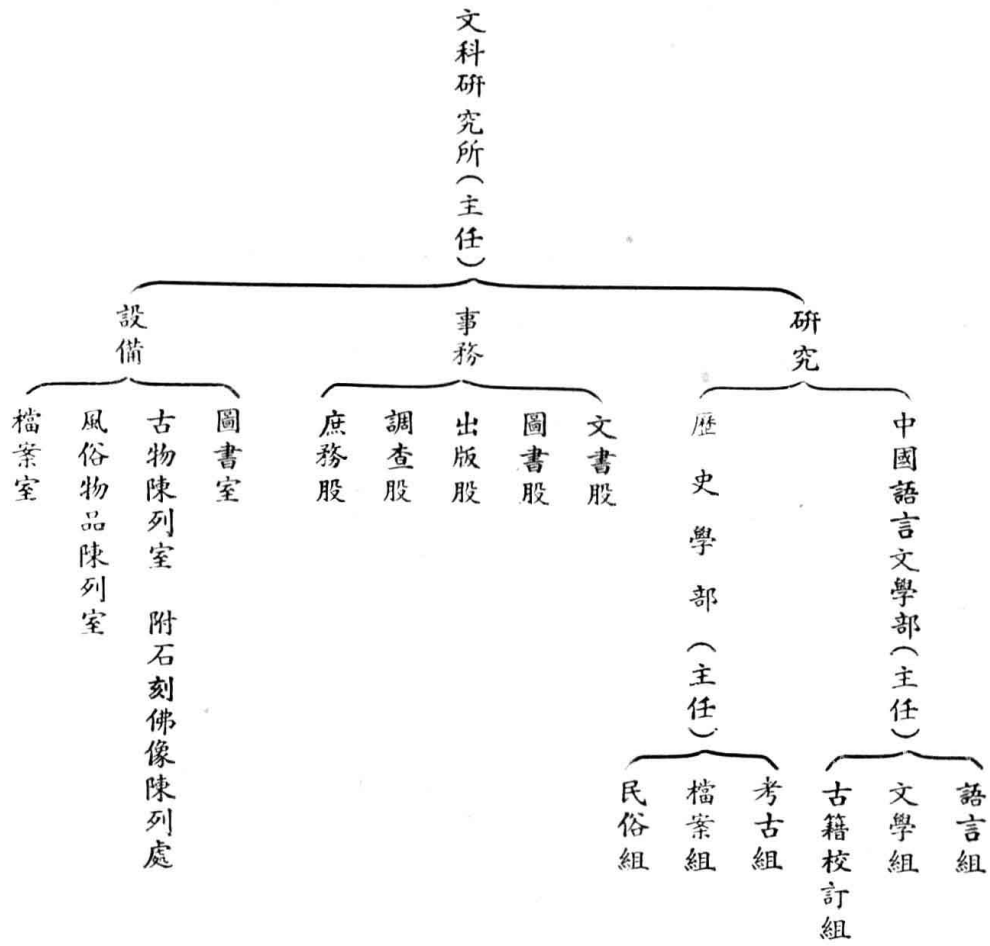 文科研究所(主任)
研究
中國語言文學部(主任)
語言組
文學組
古籍校訂組
歷史學部(主任)
考古組
檔案組
民俗組
事務
文書股
圖書股
出版股
調查股
庶務股
設備
圖書室
古物陳列室 附石刻佛像陳列處
風俗物品陳列室
檔案室